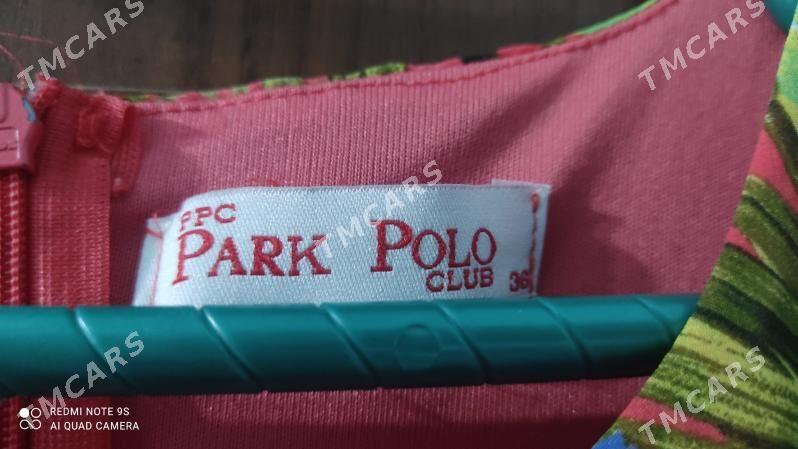 TMCARS
TMCARS
TMCARS
PPC
PARK POLO
CLUB 36
TMCARS
TMCARS
TMCARS
REDMI NOTE 9S
AI QUAD CAMERA